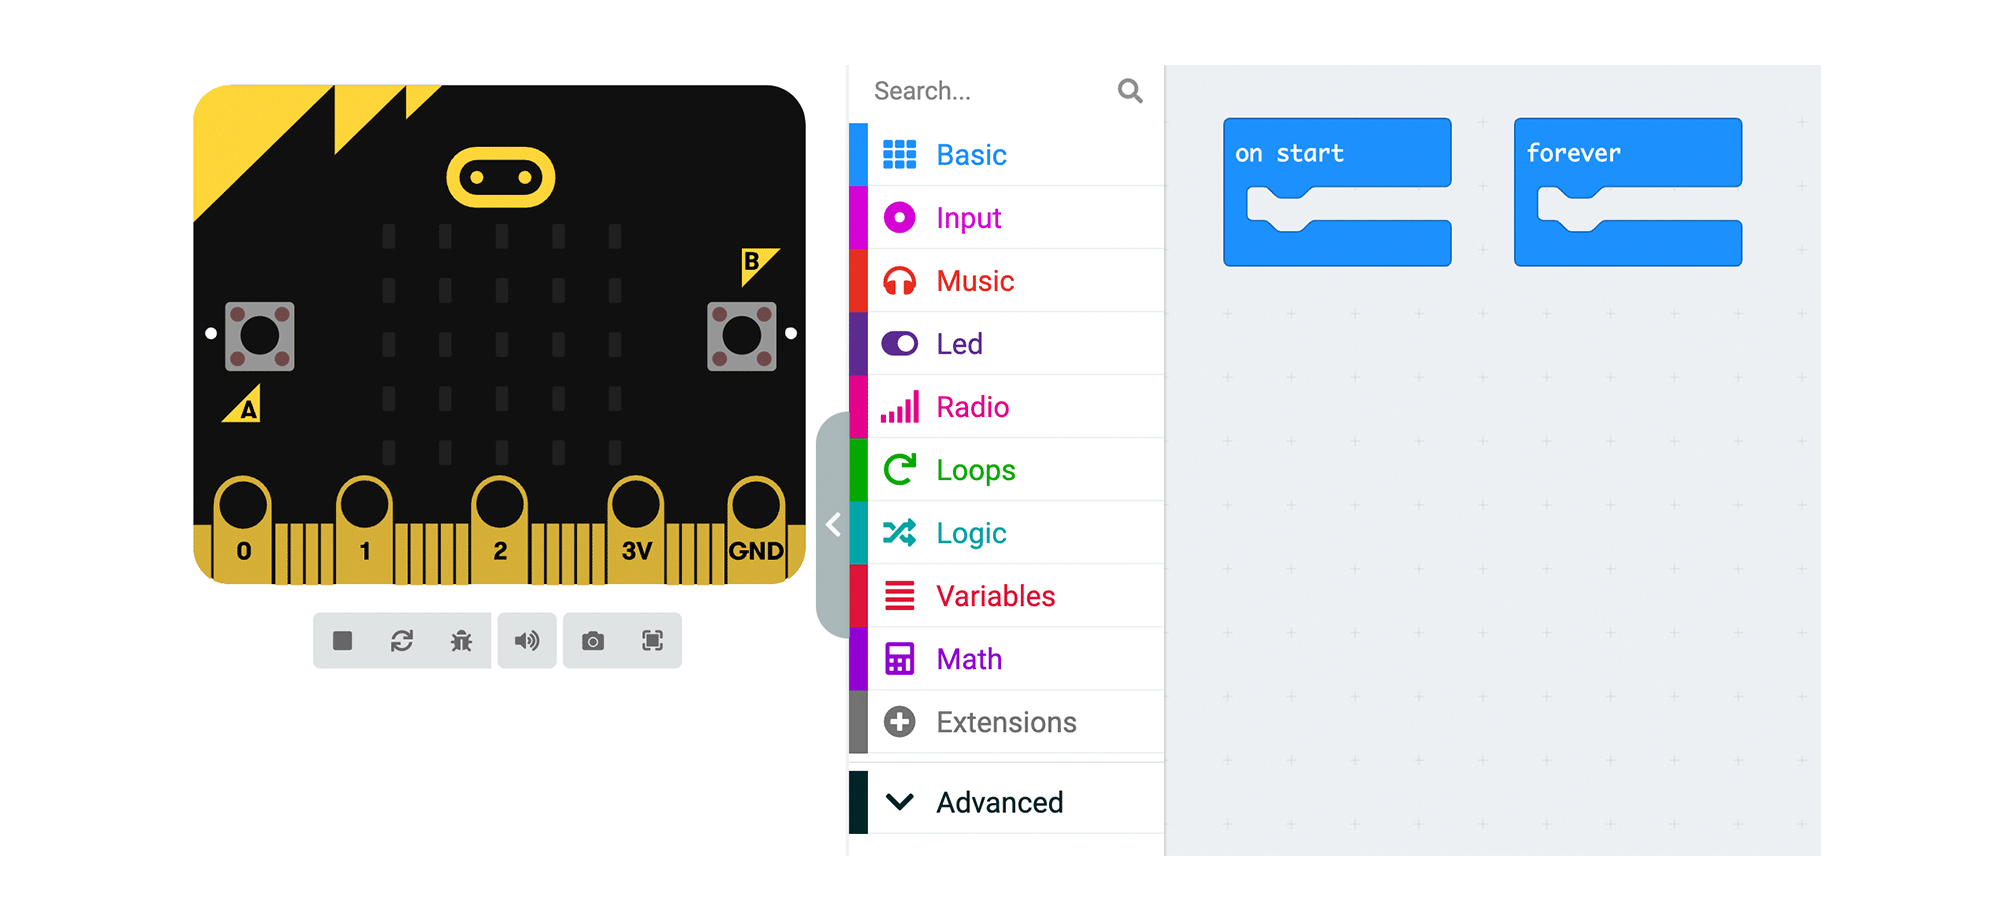 B
A
0
1
2
3V
GND
Search...
Basic
Input
Music
Led
Radio
Loops
Logic
Variables
Math
Extensions
Advanced
on start
forever